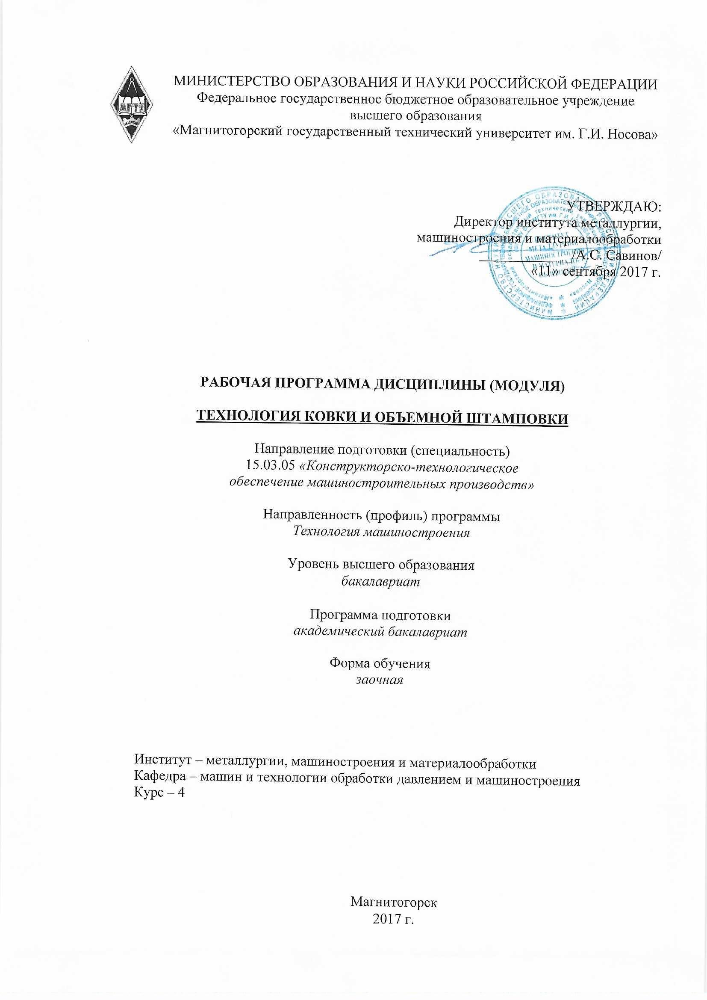 МГТУ
МИНИСТЕРСТВО ОБРАЗОВАНИЯ И НАУКИ РОССИЙСКОЙ ФЕДЕРАЦИИ
Федеральное государственное бюджетное образовательное учреждение
высшего образования
«Магнитогорский государственный технический университет им. Г.И. Носова»
УТВЕРЖДАЮ:
Директор института металлургии,
машиностроения и материалообработки
/А.С. Савинов/
«11» сентября 2017 г.
РАБОЧАЯ ПРОГРАММА ДИСЦИПЛИНЫ (МОДУЛЯ)
ТЕХНОЛОГИЯ КОВКИ И ОБЪЕМНОЙ ШТАМПОВКИ
Направление подготовки (специальность)
15.03.05 «Конструкторско-технологическое
обеспечение машиностроительных производств»
Направленность (профиль) программы
Технология машиностроения
Уровень высшего образования
бакалавриат
Программа подготовки
академический бакалавриат
Форма обучения
заочная
Институт – металлургии, машиностроения и материалообработки
Кафедра – машин и технологии обработки давлением и машиностроения
Курс – 4
Магнитогорск
2017 г.